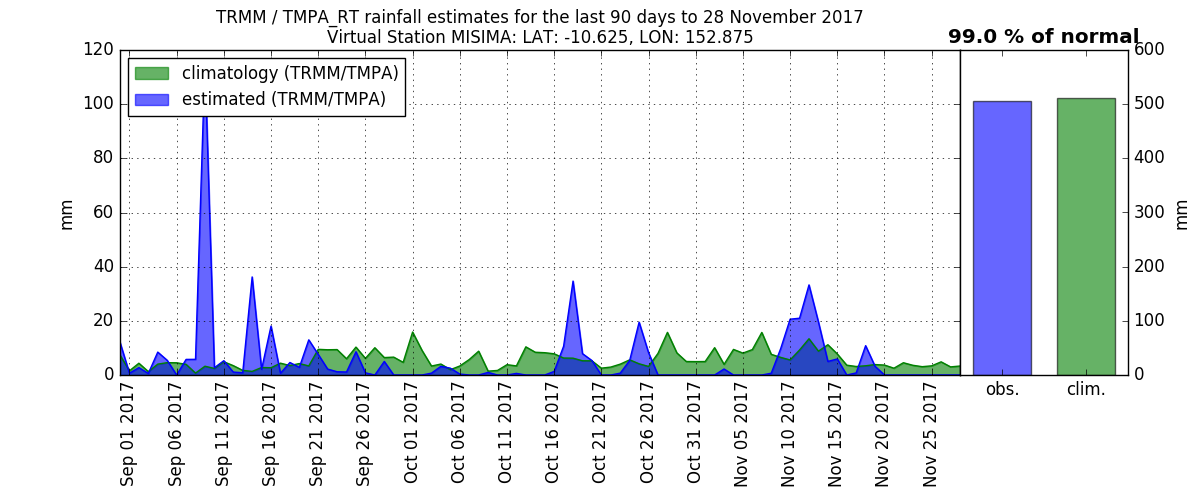 TRMM / TMPA_RT rainfall estimates for the last 90 days to 28 November 2017
Virtual Station MISIMA: LAT: -10.625, LON: 152.875
99.0 % of normal
climatology (TRMM/TMPA)
estimated (TRMM/TMPA)
120
100
80
60
40
20
0
mm
600
500
400
300
200
100
0
mm
Sep 01 2017
Sep 06 2017
Sep 11 2017
Sep 16 2017
Sep 21 2017
Sep 26 2017
Oct 01 2017
Oct 06 2017
Oct 11 2017
Oct 16 2017
Oct 21 2017
Oct 26 2017
Oct 31 2017
Nov 05 2017
Nov 10 2017
Nov 15 2017
Nov 20 2017
Nov 25 2017
obs.
clim.